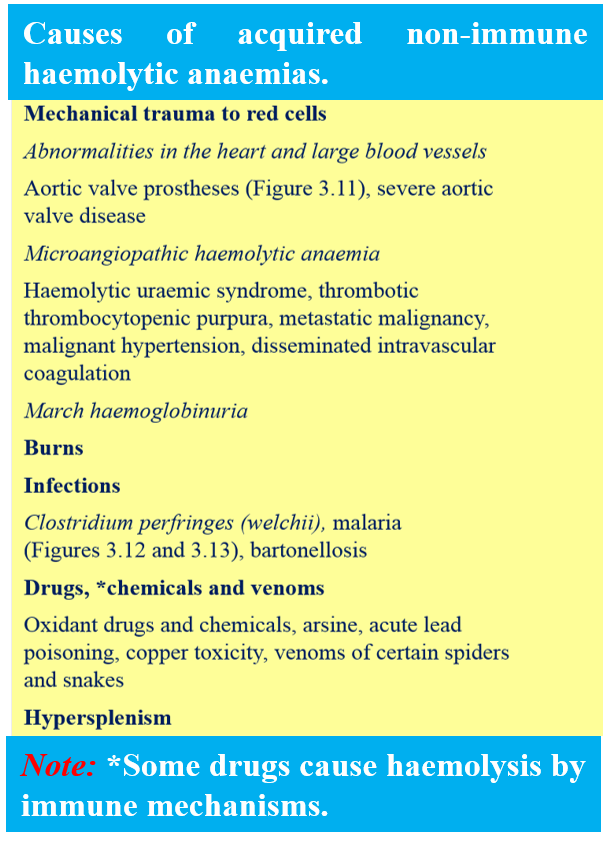 Causes of acquired non-immune
haemolytic anaemias.
Mechanical trauma to red cells
Abnormalities in the heart and large blood vessels
Aortic valve prostheses (Figure 3.11), severe aortic
valve disease
Microangiopathic haemolytic anaemia
Haemolytic uraemic syndrome, thrombotic
thrombocytopenic purpura, metastatic malignancy,
malignant hypertension, disseminated intravascular
coagulation
March haemoglobinuria
Burns
Infections
Clostridium perfringes (welchii), malaria
(Figures 3.12 and 3.13), bartonellosis
Drugs, *chemicals and venoms
Oxidant drugs and chemicals, arsine, acute lead
poisoning, copper toxicity, venoms of certain spiders
and snakes
Hypersplenism
Note: *Some drugs cause haemolysis by
immune mechanisms.